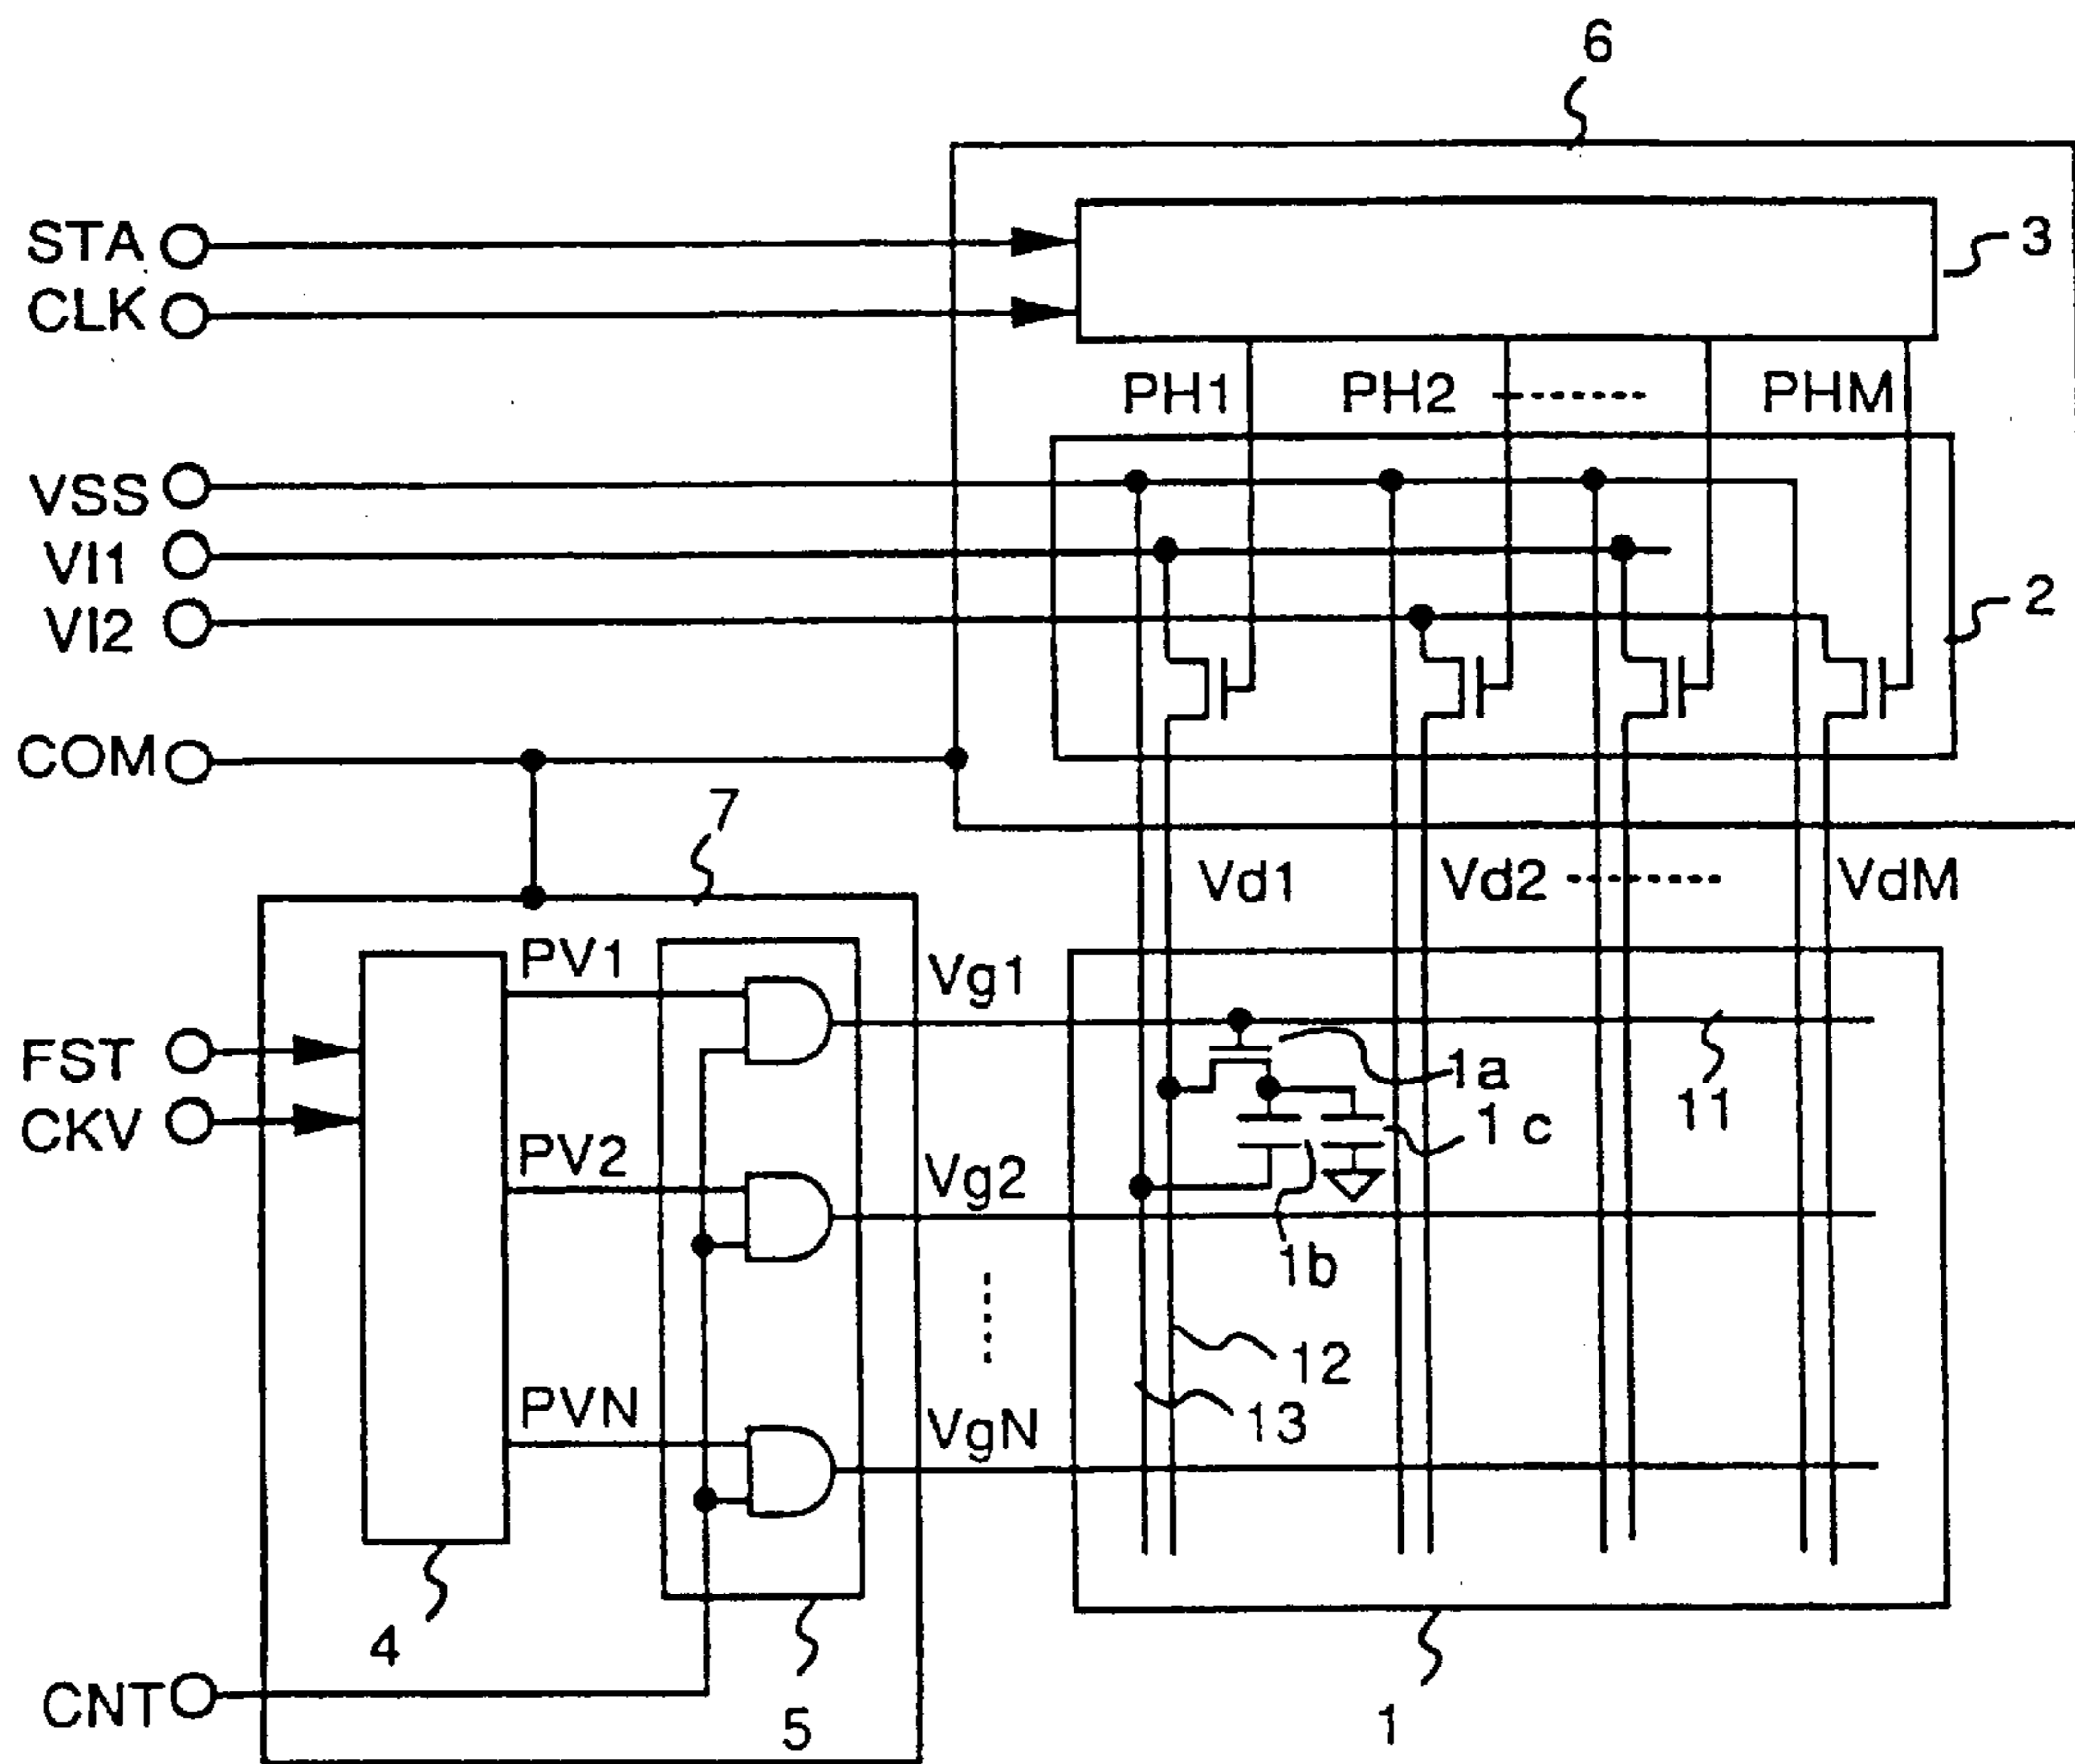 6
STA
3
CLK
PH1
PH2
PHM
VSS
VI1
2
VI2
COM
7
Vd1
Vd2
VdM
PV1
Vg1
FST
1a
11
1c
CKV
PV2
Vg2
1b
12
PVN
VgN
13
4
CNT
5
1